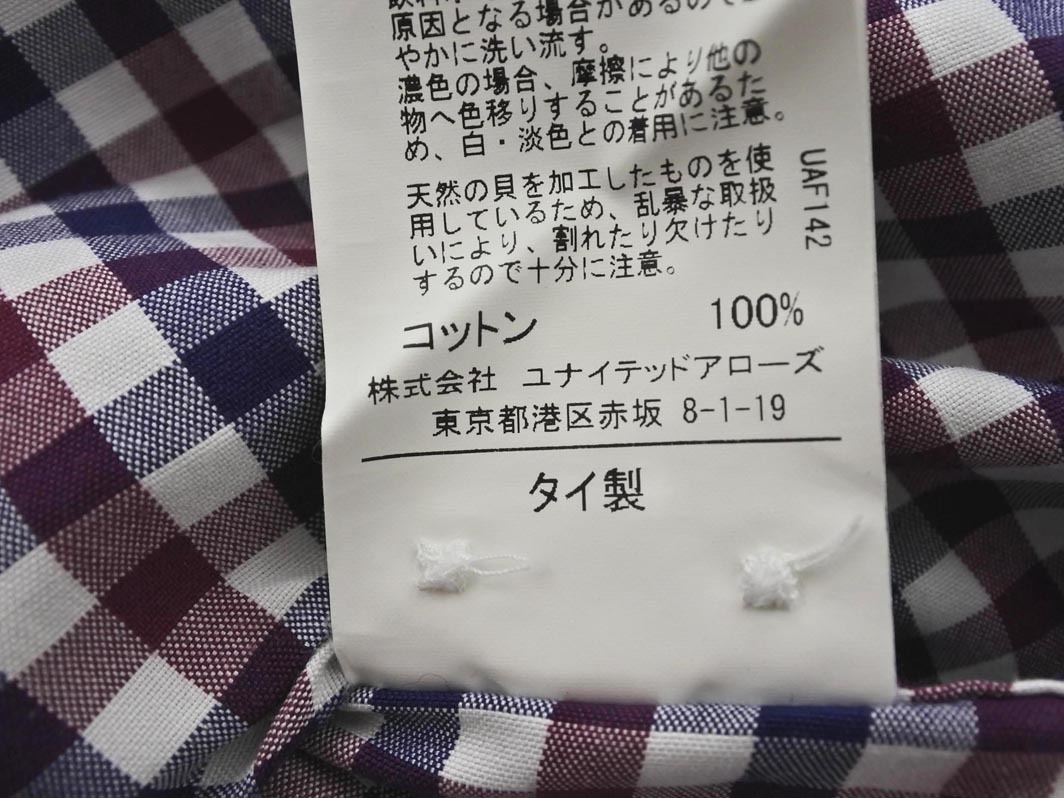 原因となる場合があるので
やかに洗い流す。
濃色の場合、摩擦により他の
物へ色移りすることがあるた
め、白・淡色との着用に注意。
天然の貝を加工したものを使
用しているため、乱暴な取扱
いにより、割れたり欠けたり
するので十分に注意。
UAF142
コットン 100%
株式会社 ユナイテッドアローズ
東京都港区赤坂 8-1-19
タイ製